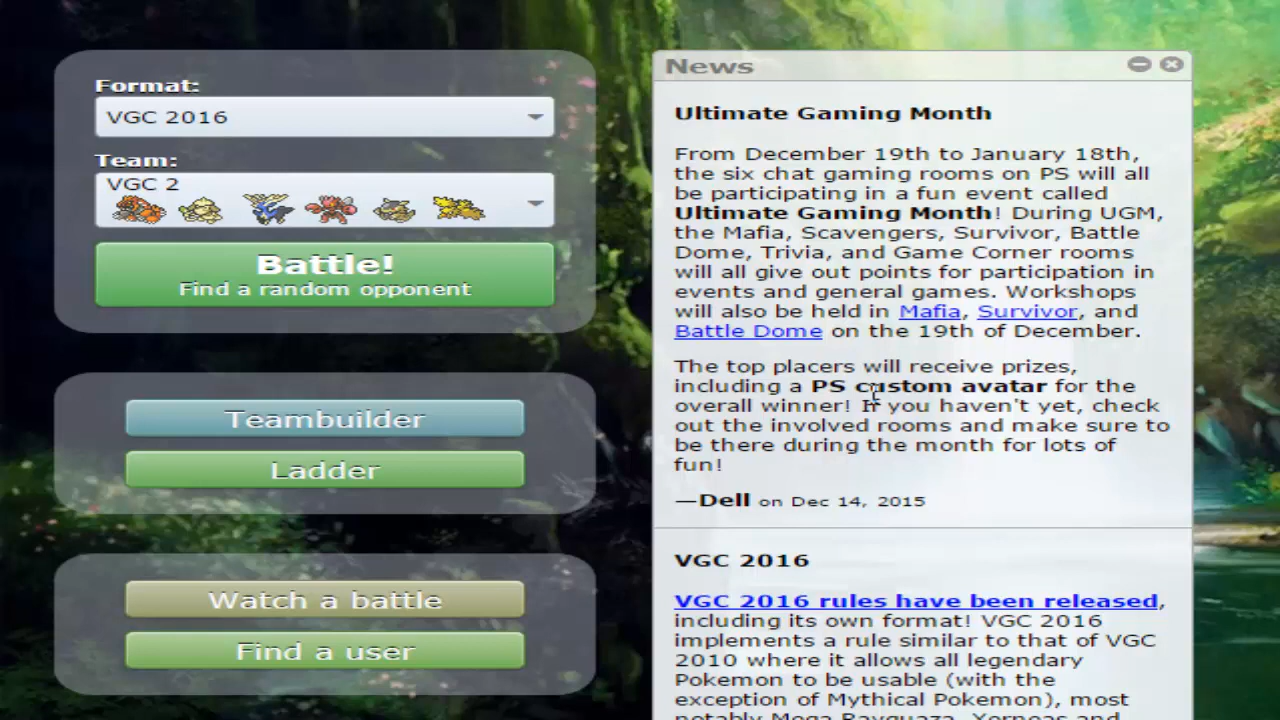 Format:
VGC 2016
Team:
VGC 2
Battle!
Find a random opponent
Teambuilder
Ladder
Watch a battle
Find a user
News
Ultimate Gaming Month
From December 19th to January 18th,
the six chat gaming rooms on PS will all
be participating in a fun event called
Ultimate Gaming Month! During UGM,
the Mafia, Scavengers, Survivor, Battle
Dome, Trivia, and Game Corner rooms
will all give out points for participation in
events and general games. Workshops
will also be held in Mafia, Survivor, and
Battle Dome on the 19th of December.
The top placers will receive prizes,
including a PS custom avatar for the
overall winner! If you haven't yet, check
out the involved rooms and make sure to
be there during the month for lots of
fun!
—Dell on Dec 14, 2015
VGC 2016
VGC 2016 rules have been released,
including its own format! VGC 2016
implements a rule similar to that of VGC
2010 where it allows all legendary
Pokemon to be usable (with the
exception of Mythical Pokemon), most
notably Mega Rayquaza, Xerneas and